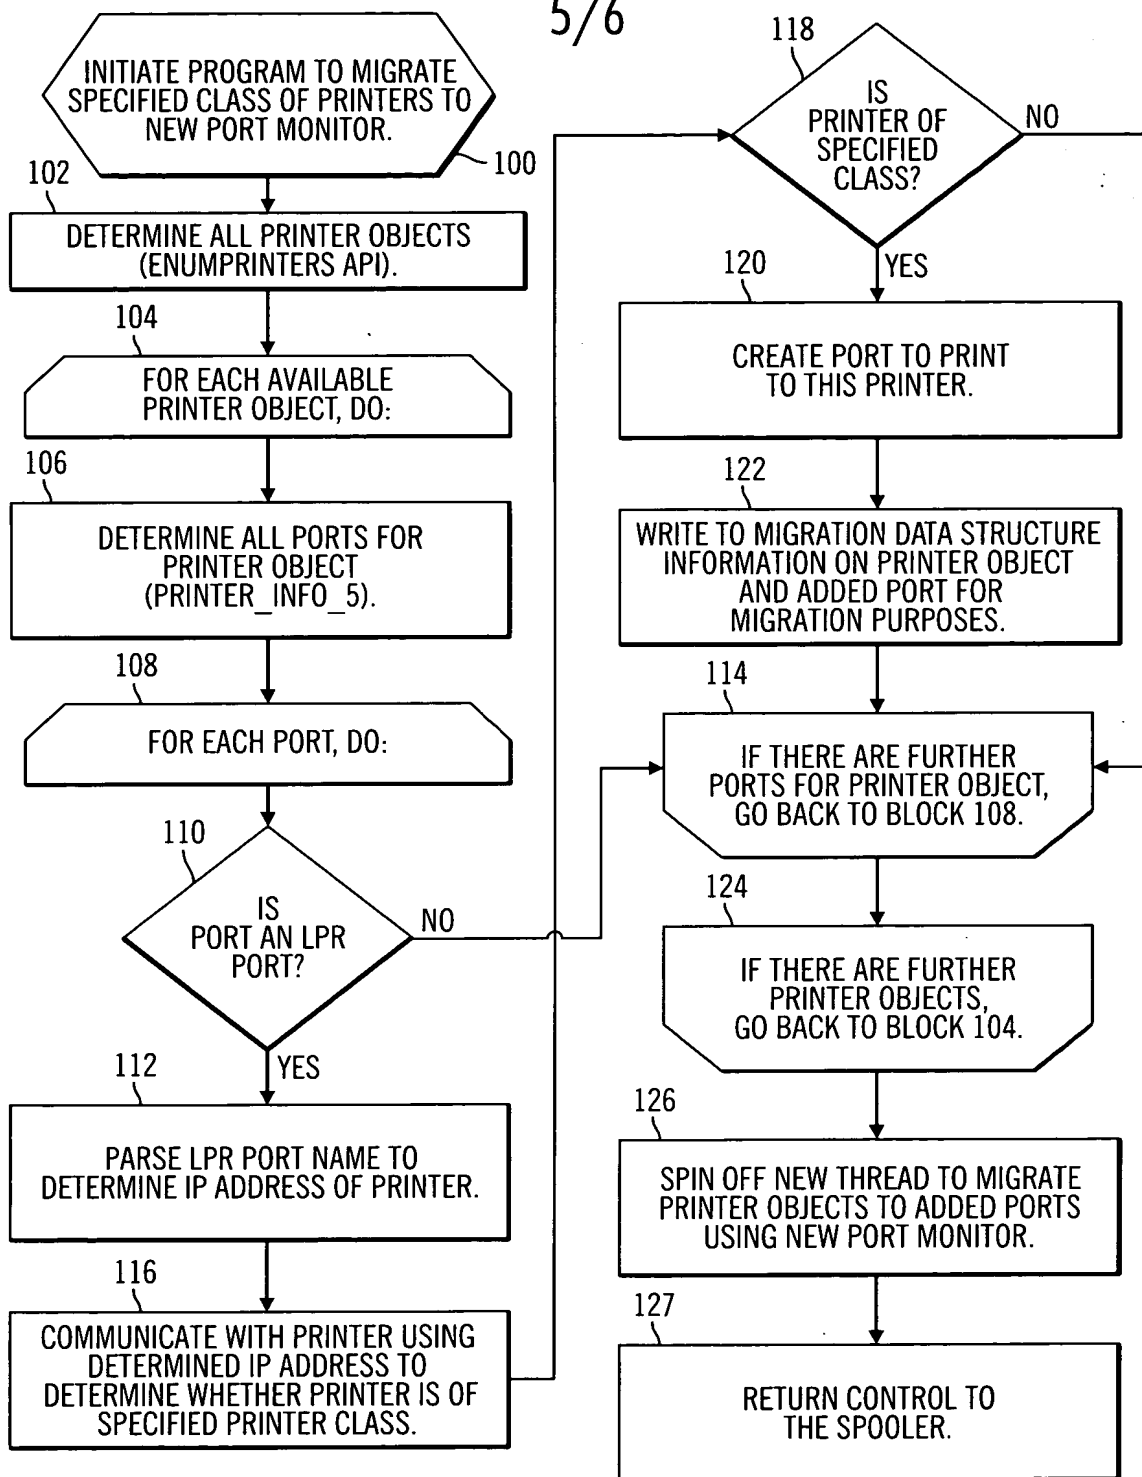 5/6
INITIATE PROGRAM TO MIGRATE
SPECIFIED CLASS OF PRINTERS TO
NEW PORT MONITOR.
100
102
DETERMINE ALL PRINTER OBJECTS
(ENUMPRINTERS API).
104
FOR EACH AVAILABLE
PRINTER OBJECT, DO:
106
DETERMINE ALL PORTS FOR
PRINTER OBJECT
(PRINTER_INFO_5).
108
FOR EACH PORT, DO:
110
IS
PORT AN LPR
PORT?
NO
YES
112
PARSE LPR PORT NAME TO
DETERMINE IP ADDRESS OF PRINTER.
116
COMMUNICATE WITH PRINTER USING
DETERMINED IP ADDRESS TO
DETERMINE WHETHER PRINTER IS OF
SPECIFIED PRINTER CLASS.
118
IS
PRINTER OF
SPECIFIED
CLASS?
NO
YES
120
CREATE PORT TO PRINT
TO THIS PRINTER.
122
WRITE TO MIGRATION DATA STRUCTURE
INFORMATION ON PRINTER OBJECT
AND ADDED PORT FOR
MIGRATION PURPOSES.
114
IF THERE ARE FURTHER
PORTS FOR PRINTER OBJECT,
GO BACK TO BLOCK 108.
124
IF THERE ARE FURTHER
PRINTER OBJECTS,
GO BACK TO BLOCK 104.
126
SPIN OFF NEW THREAD TO MIGRATE
PRINTER OBJECTS TO ADDED PORTS
USING NEW PORT MONITOR.
127
RETURN CONTROL TO
THE SPOOLER.